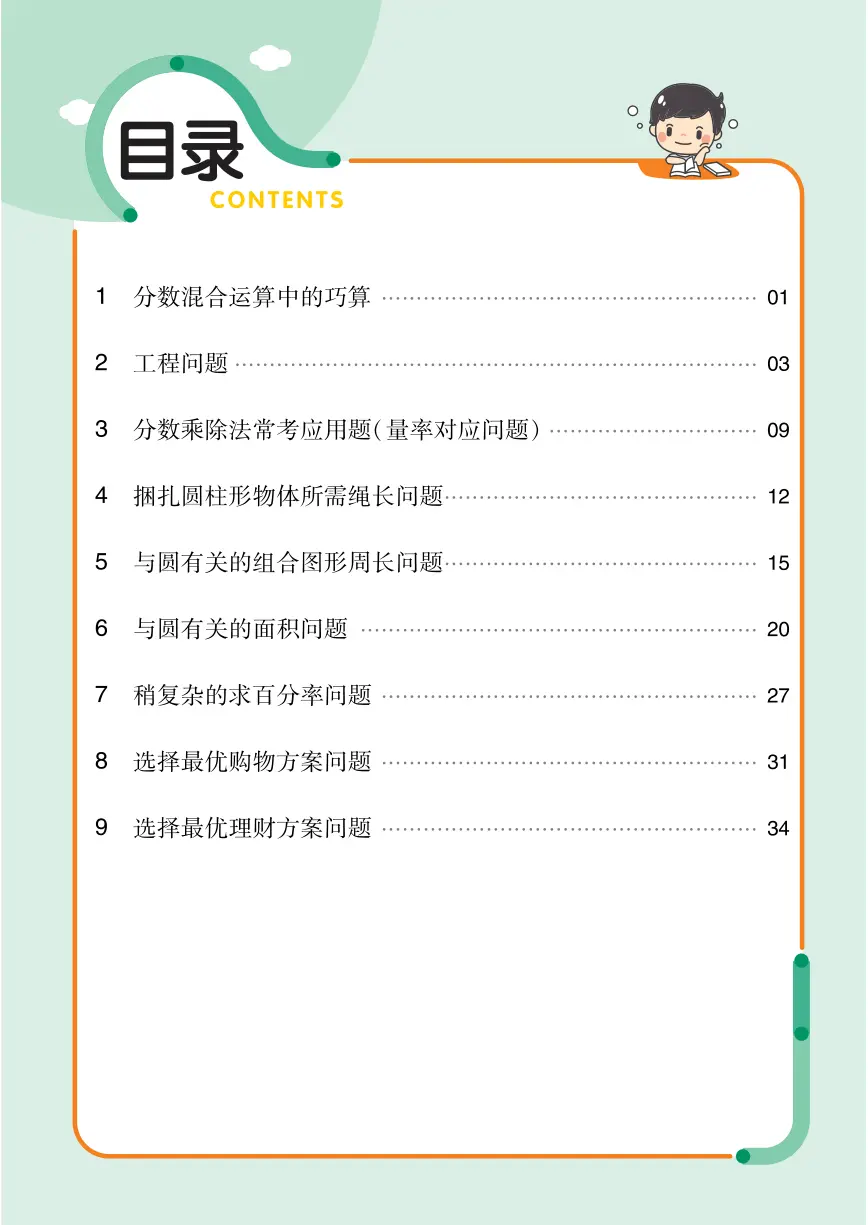 目录
CONTENTS
1 分数混合运算中的巧算 ………………………………………………… 01
2 工程问题 ………………………………………………………………… 03
3 分数乘除法常考应用题(量率对应问题) ………………………… 09
4 捆扎圆柱形物体所需绳长问题……………………………………… 12
5 与圆有关的组合图形周长问题……………………………………… 15
6 与圆有关的面积问题 ………………………………………………… 20
7 稍复杂的求百分率问题 ……………………………………………… 27
8 选择最优购物方案问题 ……………………………………………… 31
9 选择最优理财方案问题 ……………………………………………… 34